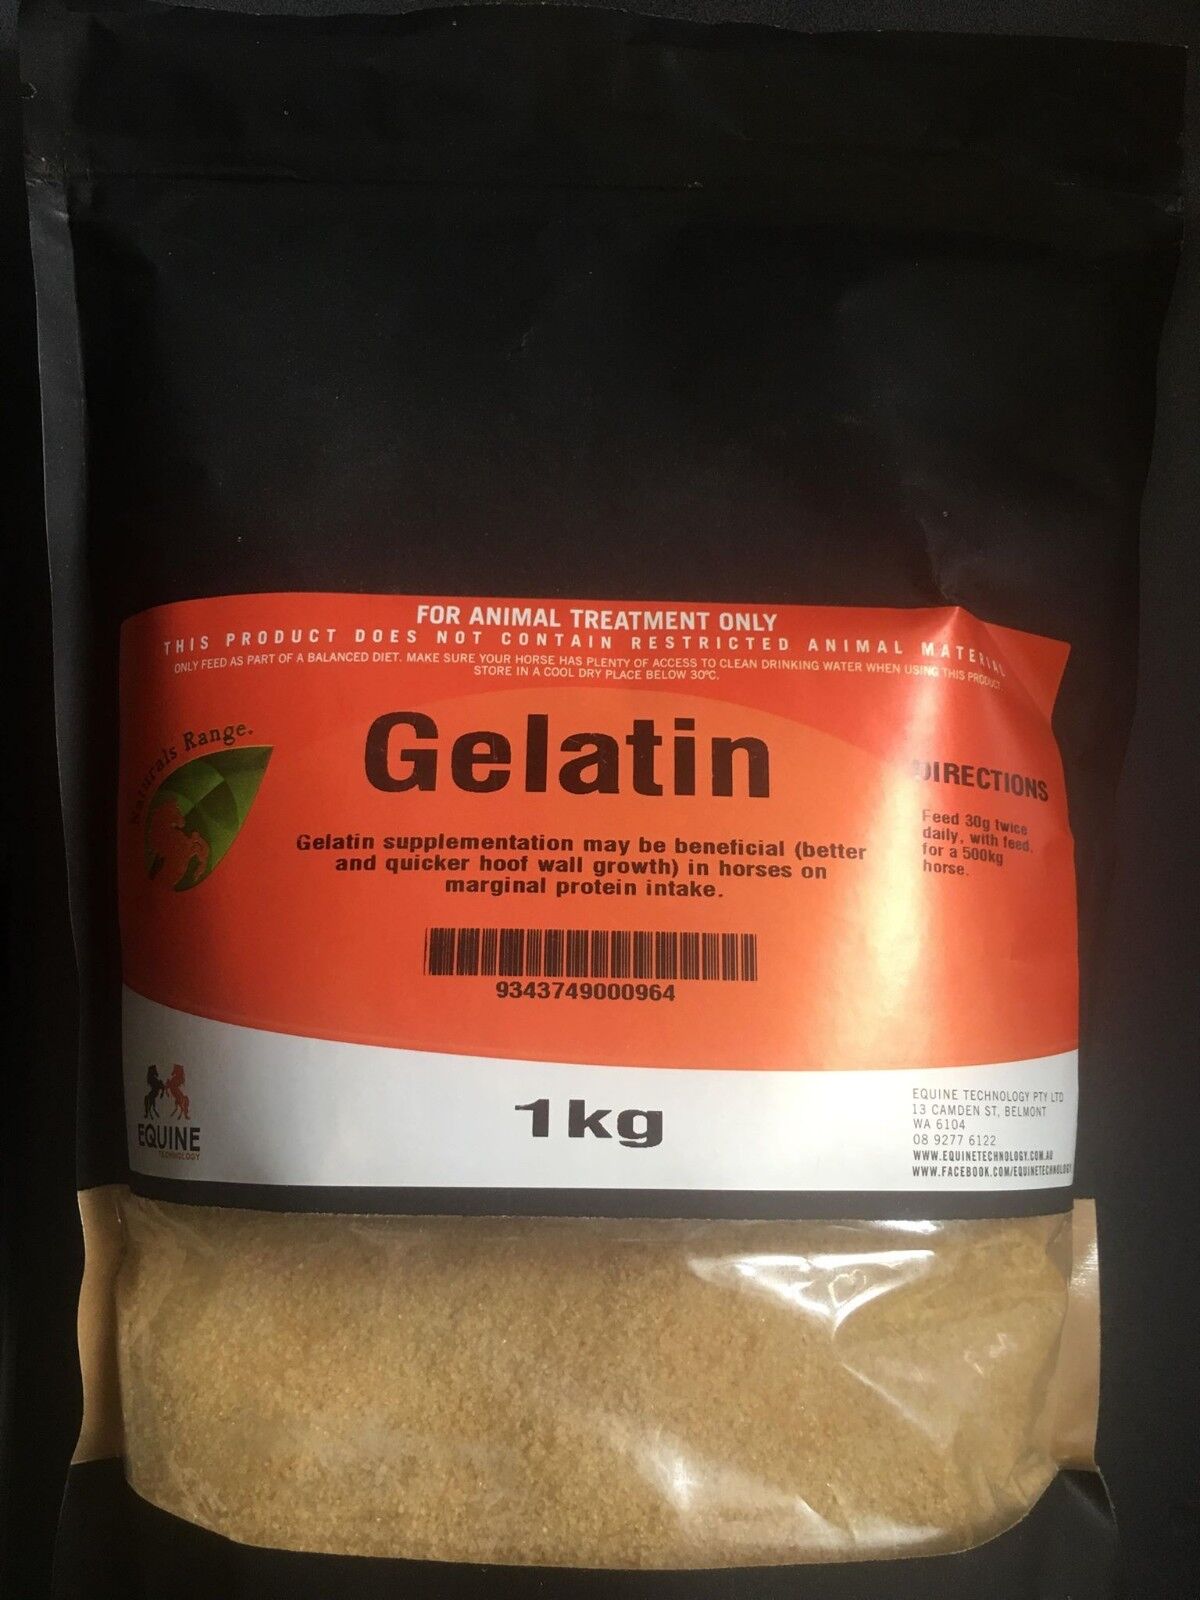 FOR ANIMAL TREATMENT ONLY
THIS PRODUCT DOES NOT CONTAIN RESTRICTED ANIMAL MATERIAL
ONLY FEED AS PART OF A BALANCED DIET. MAKE SURE YOUR HORSE HAS PLENTY OF ACCESS TO CLEAN DRINKING WATER WHEN USING THIS PRODUCT.
STORE IN A COOL DRY PLACE BELOW 30ºC.
Naturals Range.
Gelatin
Gelatin supplementation may be beneficial (better
and quicker hoof wall growth) in horses on
marginal protein intake.
DIRECTIONS
Feed 30g twice
daily, with feed,
for a 500kg
horse.
9343749000964
EQUINE
TECHNOLOGY
1kg
EQUINE TECHNOLOGY PTY LTD
13 CAMDEN ST, BELMONT
WA 6104
08 9277 6122
WWW.EQUINETECHNOLOGY.COM.AU
WWW.FACEBOOK.COM/EQUINETECHNOLOGY